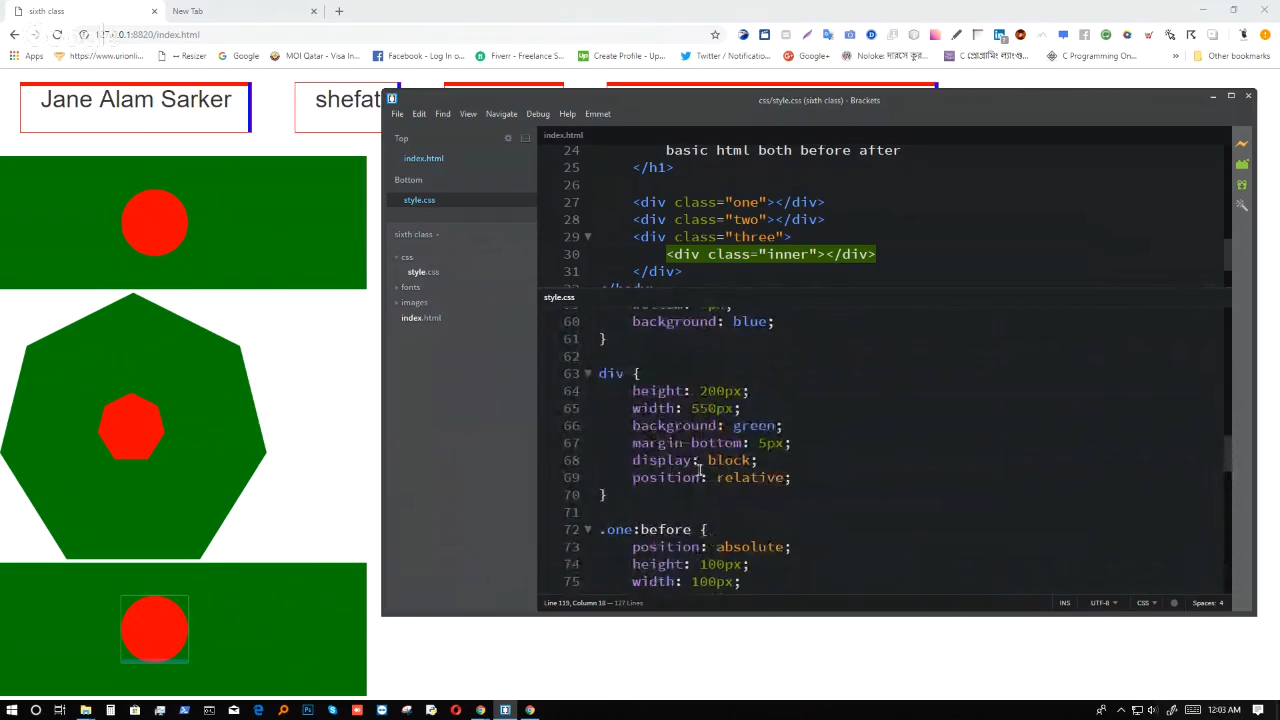 sixth class
New Tab
127.0.0.1:8820/index.html
Apps
http://www.urionli...
↔ Resizer
Google
MOI Qatar - Visa In...
Facebook - Log In o...
Fiverr - Freelance S...
Create Profile - Up...
Twitter / Notificatio...
Google+
C Programming On...
Other bookmarks
Jane Alam Sarker
shefat
css/style.css (sixth class) - Brackets
File Edit Find View Navigate Debug Help Emmet
Top
index.html
Bottom
style.css
sixth class
css
style.css
fonts
images
index.html
index.html
24 basic html both before after
25 </h1>
26
27 <div class="one"></div>
28 <div class="two"></div>
29 <div class="three">
30 <div class="inner"></div>
31 </div>
style.css
60 background: blue;
61 }
62
63 div {
64 height: 200px;
65 width: 550px;
66 background: green;
67 margin-bottom: 5px;
68 display: block;
69 position: relative;
70 }
71
72 .one:before {
73 position: absolute;
74 height: 100px;
75 width: 100px;
Line 119, Column 18 — 127 Lines
INS UTF-8 CSS Spaces: 4
12:03 AM